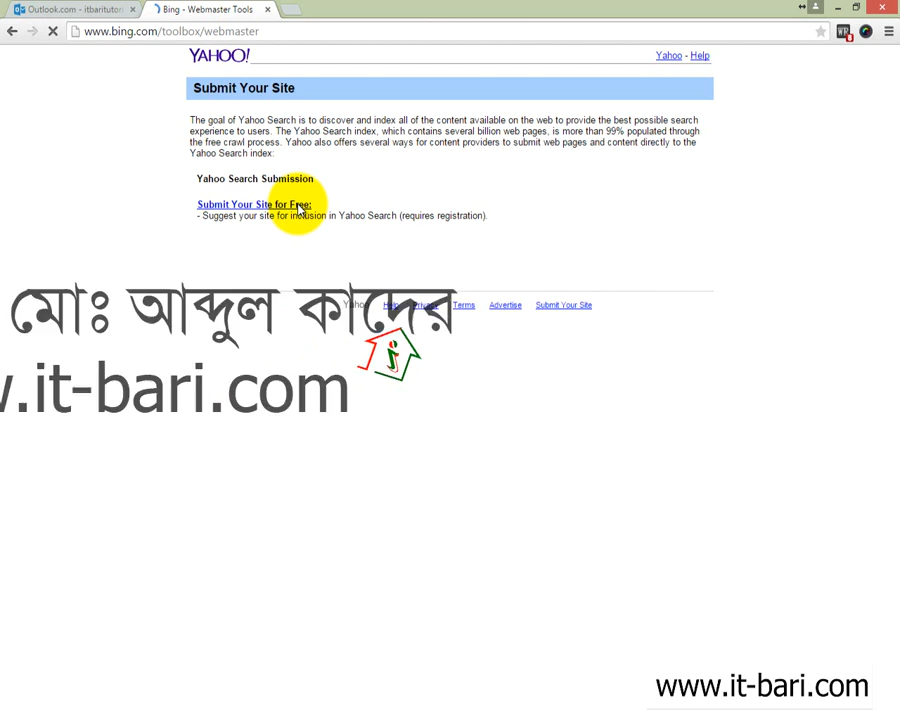 Outlook.com - itbaritutori
Bing - Webmaster Tools
www.bing.com/toolbox/webmaster
YAHOO!
Yahoo - Help
Submit Your Site
The goal of Yahoo Search is to discover and index all of the content available on the web to provide the best possible search
experience to users. The Yahoo Search index, which contains several billion web pages, is more than 99% populated through
the free crawl process. Yahoo also offers several ways for content providers to submit web pages and content directly to the
Yahoo Search index:
Yahoo Search Submission
Submit Your Site for Free:
- Suggest your site for inclusion in Yahoo Search (requires registration).
মোঃ আব্দুল কাদের
Yahoo Help Privacy Terms Advertise Submit Your Site
w.it-bari.com
www.it-bari.com